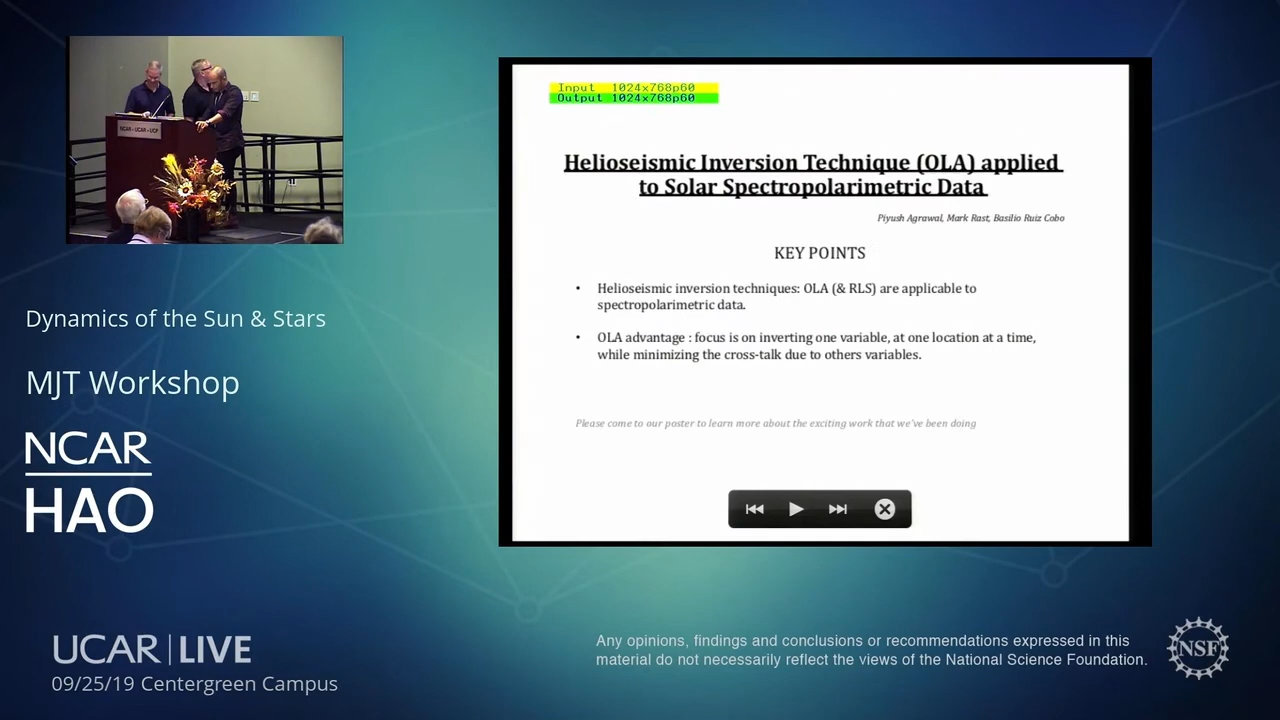 NCAR • UCAR • UCP
Dynamics of the Sun & Stars
MJT Workshop
NCAR
HAO
UCAR | LIVE
09/25/19 Centergreen Campus
Input 1024x768p60
Output 1024x768p60
Helioseismic Inversion Technique (OLA) applied
to Solar Spectropolarimetric Data
Piyush Agrawal, Mark Rast, Basilio Ruiz Cobo
KEY POINTS
• Helioseismic inversion techniques: OLA (& RLS) are applicable to
spectropolarimetric data.
• OLA advantage : focus is on inverting one variable, at one location at a time,
while minimizing the cross-talk due to others variables.
Please come to our poster to learn more about the exciting work that we've been doing
Any opinions, findings and conclusions or recommendations expressed in this
material do not necessarily reflect the views of the National Science Foundation.
NSF